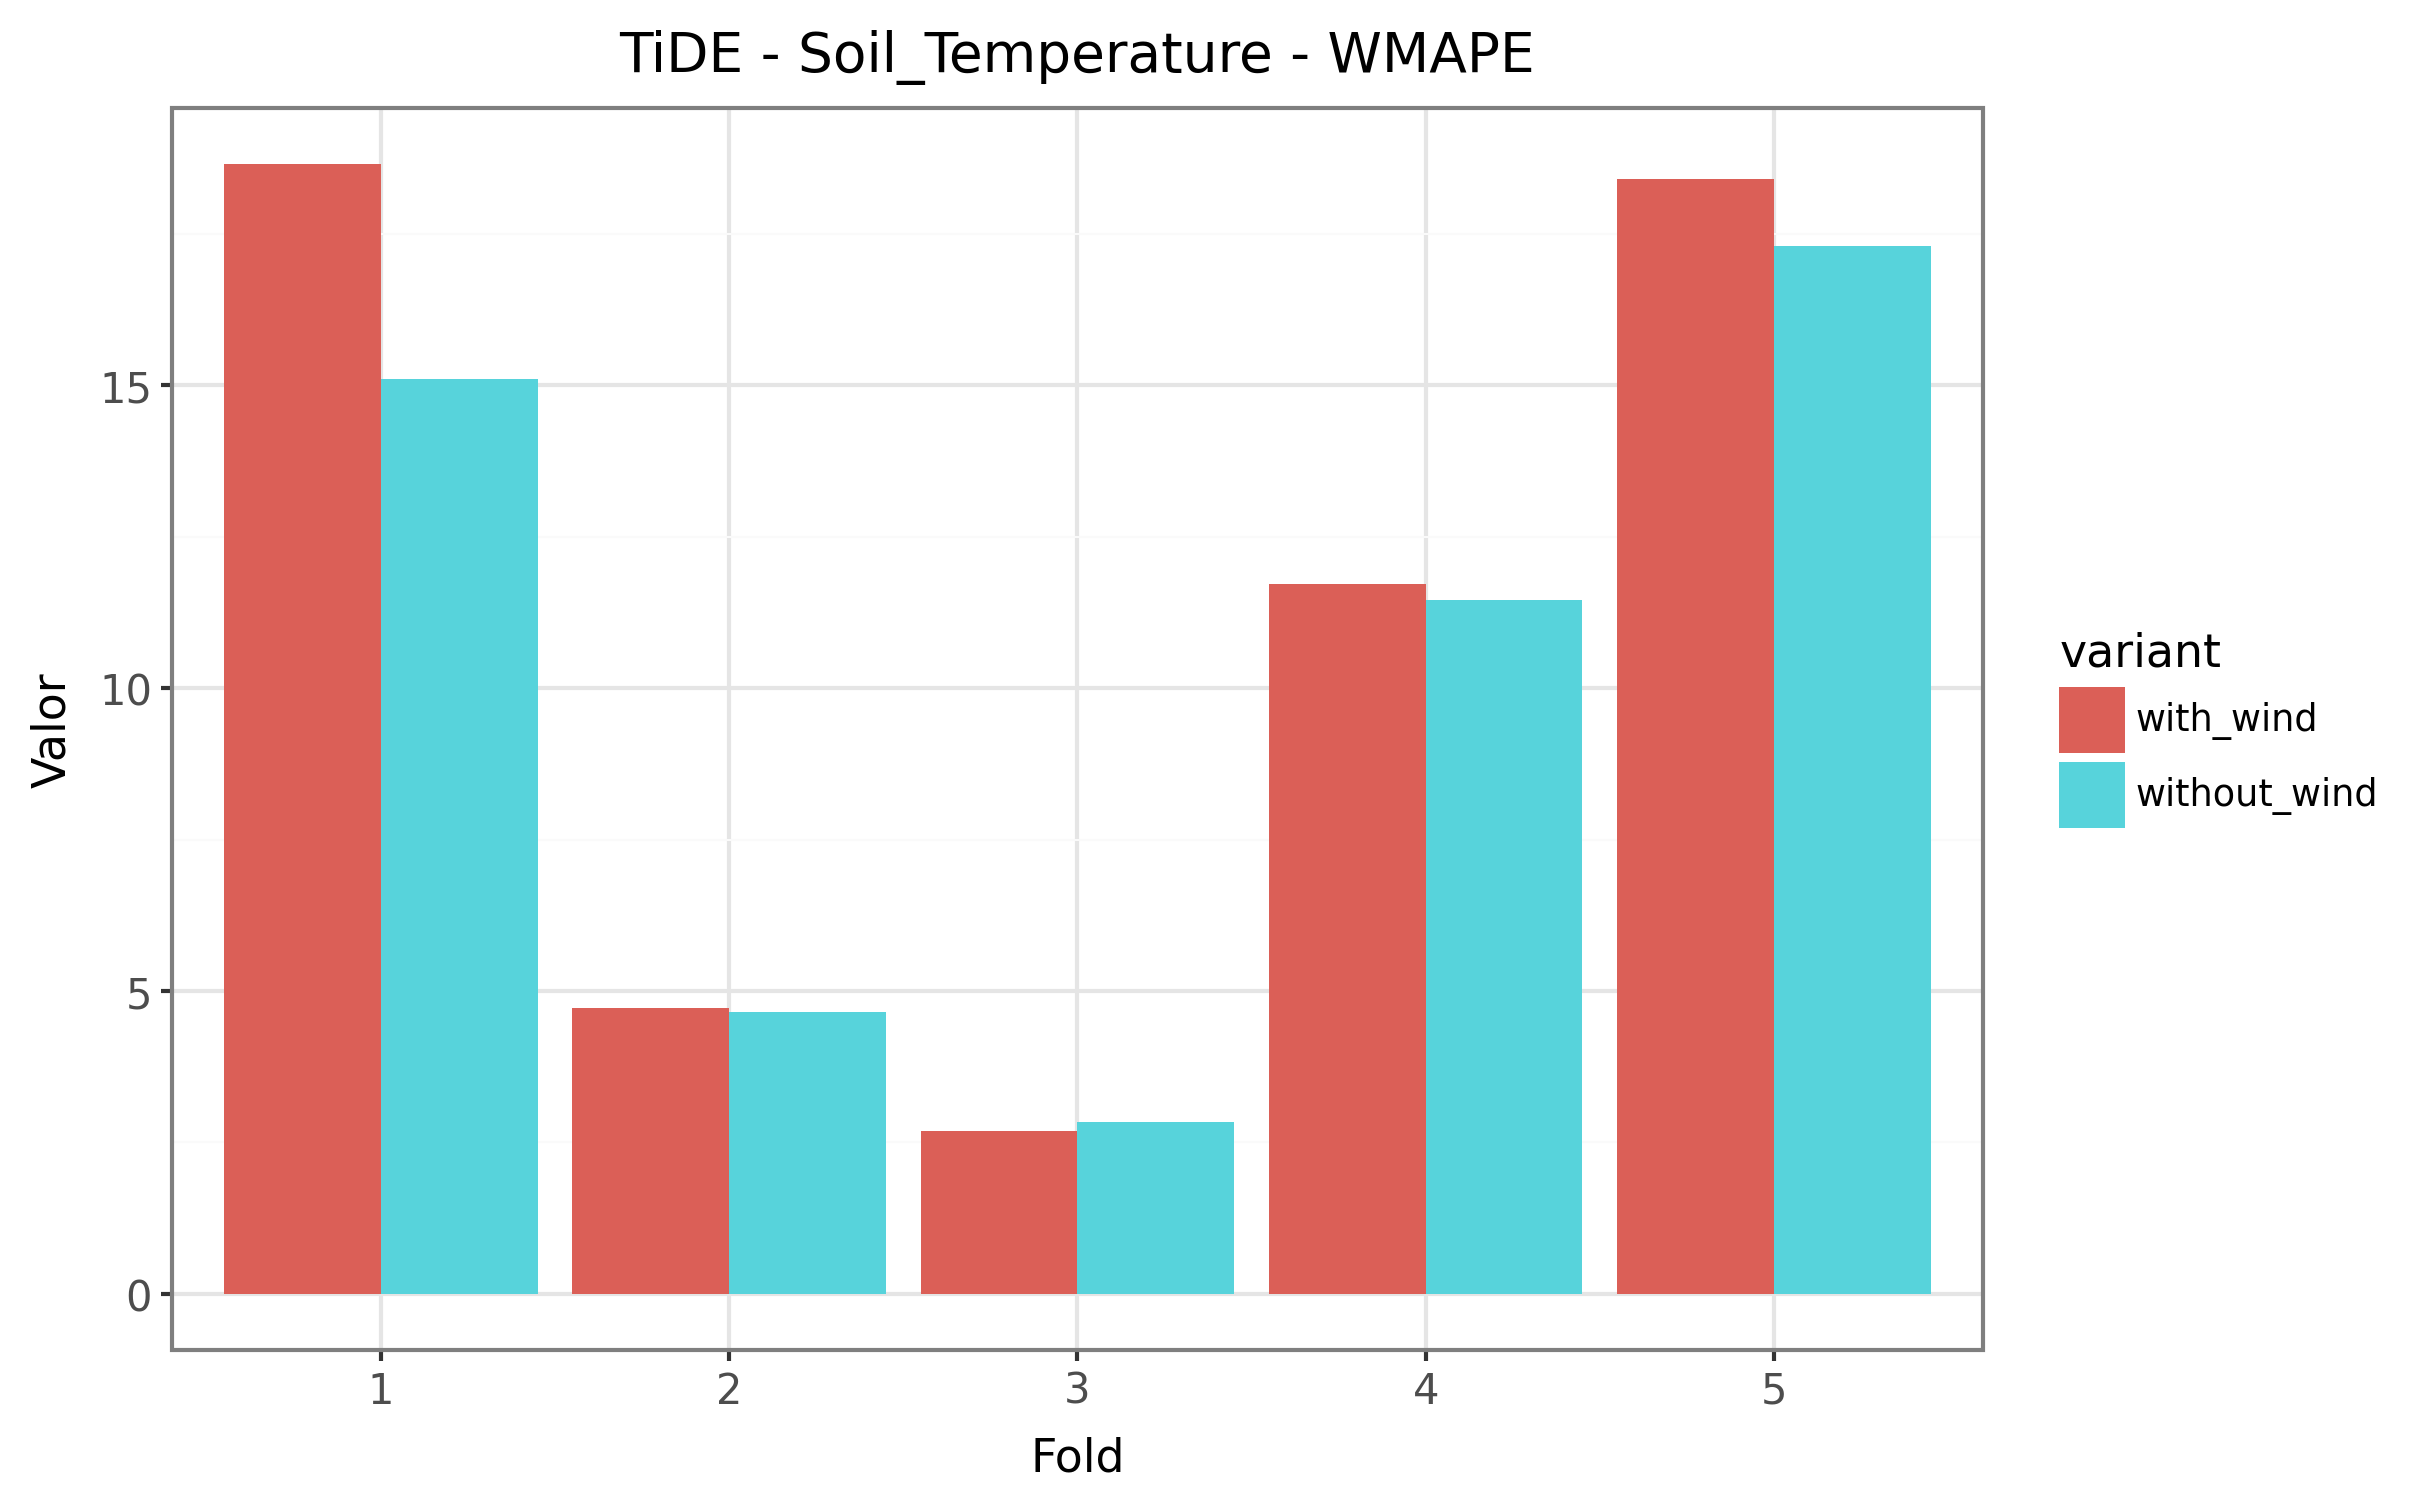 TiDE - Soil_Temperature - WMAPE
Valor
15
10
5
0
1 2 3 4 5
Fold
variant
with_wind
without_wind